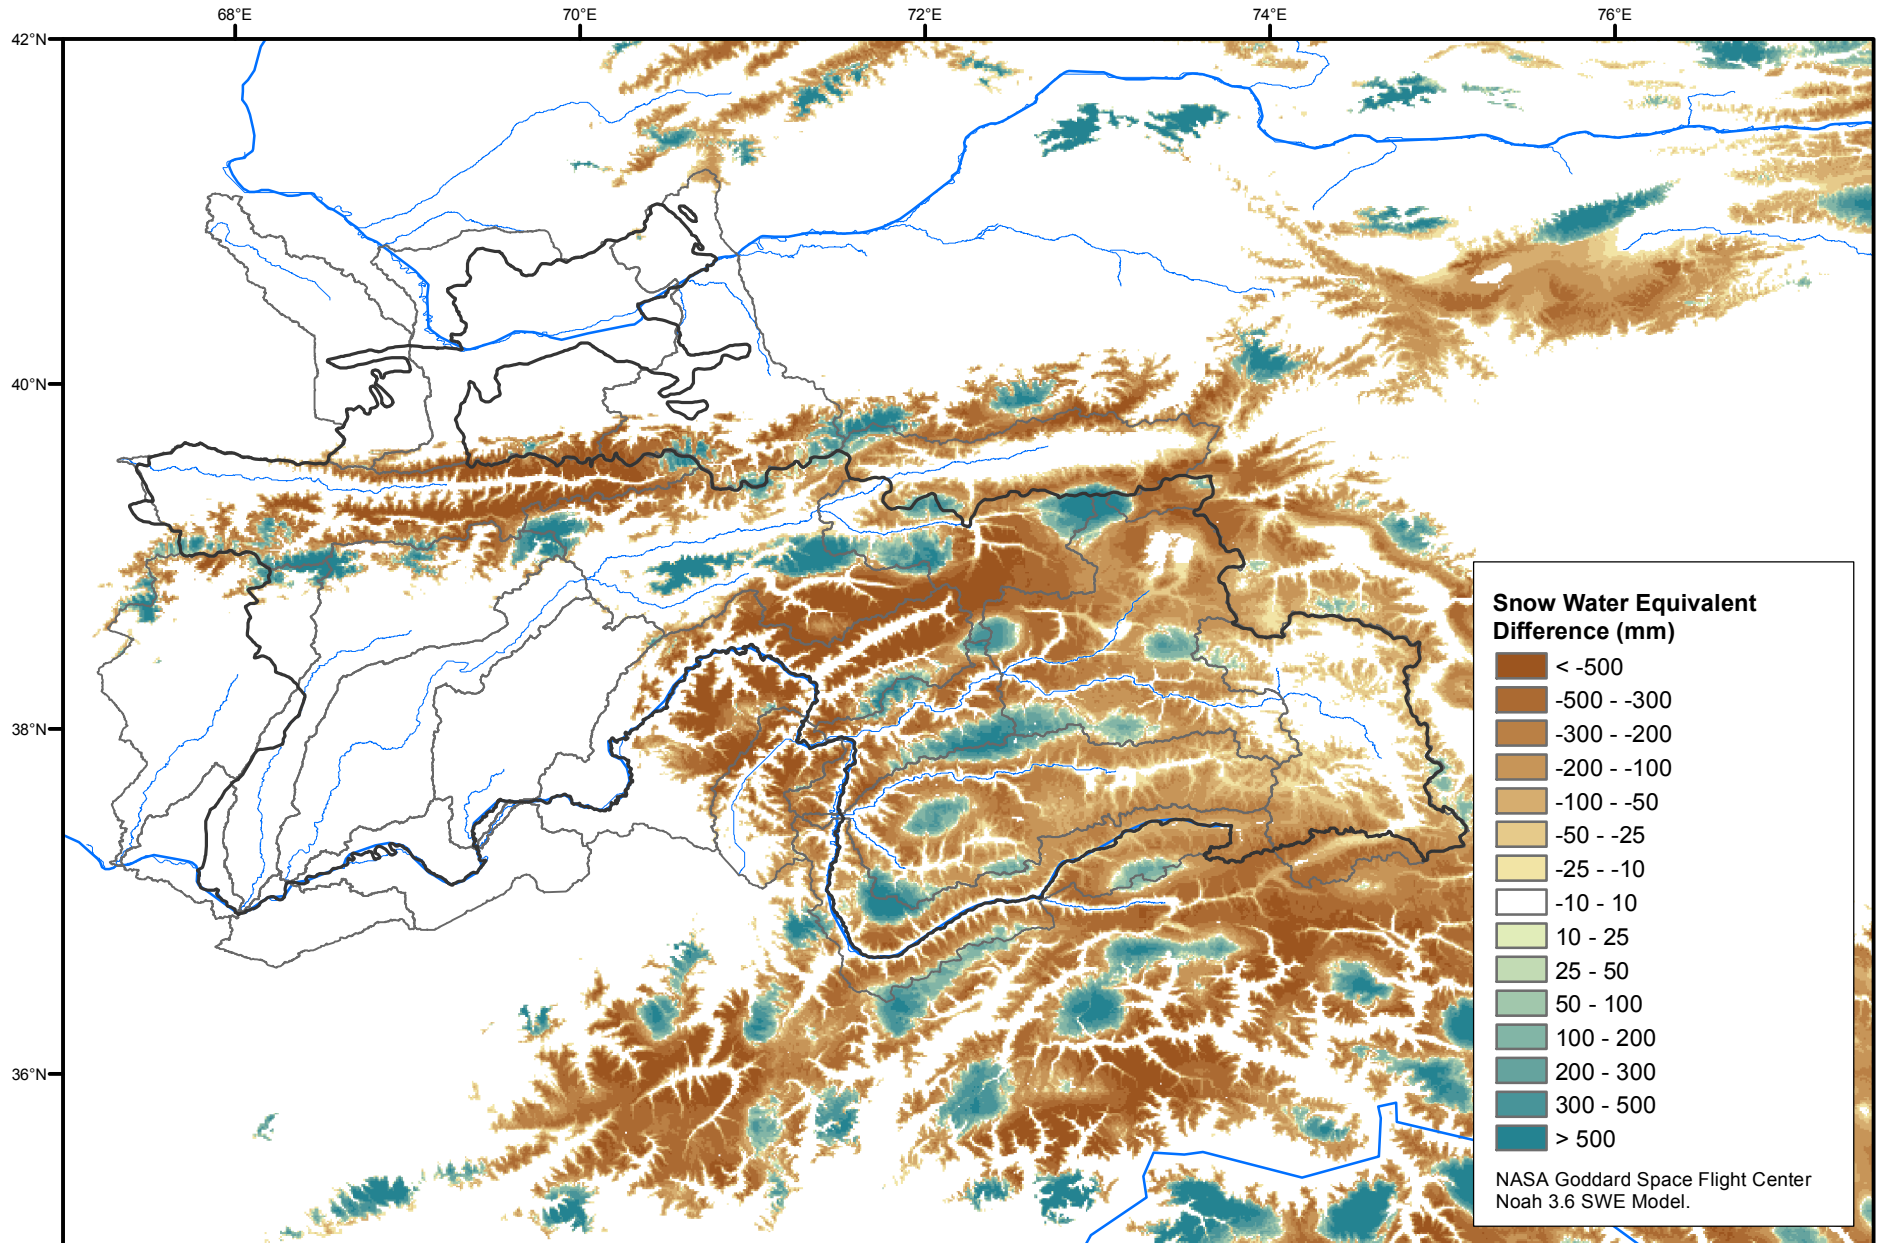 68°E 70°E 72°E 74°E 76°E
42°N
40°N
38°N
36°N
Snow Water Equivalent
Difference (mm)
< -500
-500 - -300
-300 - -200
-200 - -100
-100 - -50
-50 - -25
-25 - -10
-10 - 10
10 - 25
25 - 50
50 - 100
100 - 200
200 - 300
300 - 500
> 500
NASA Goddard Space Flight Center
Noah 3.6 SWE Model.